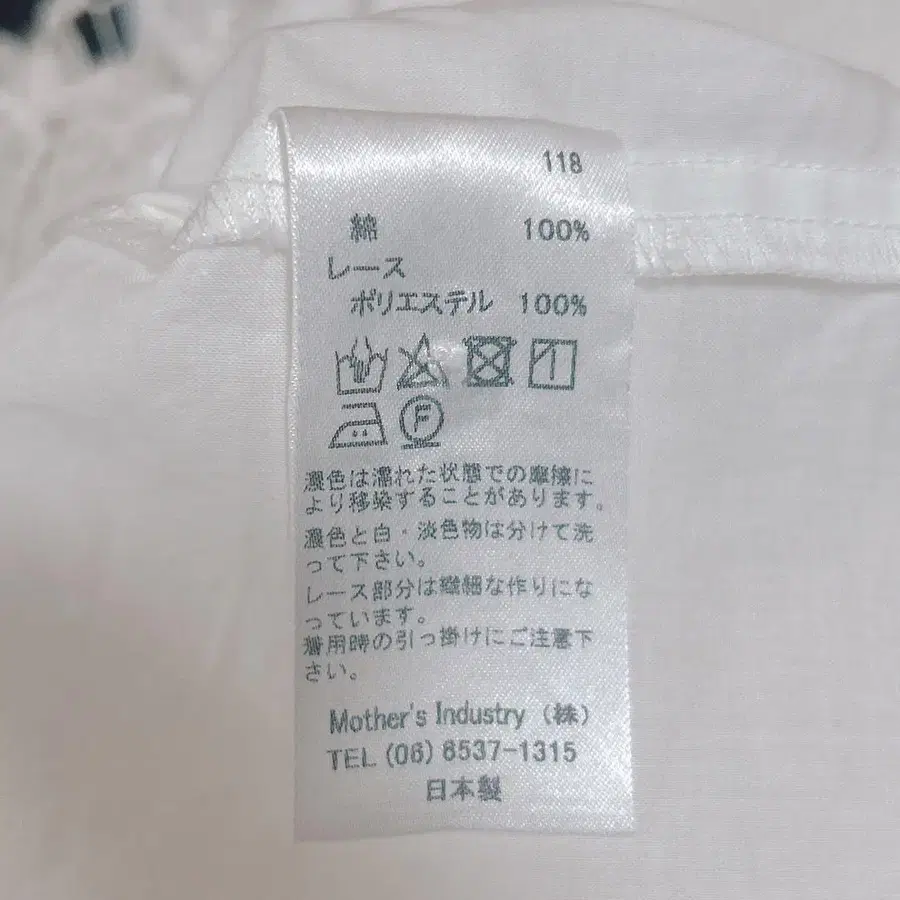 118
綿 100%
レース
ポリエステル 100%
F
濃色は濡れた状態での摩擦に
より移染することがあります。
濃色と白・淡色物は分けて洗
って下さい。
レース部分は繊細な作りにな
っています。
着用時の引っ掛けにご注意下
さい。
Mother's Industry (株)
TEL (06) 6537-1315
日本製